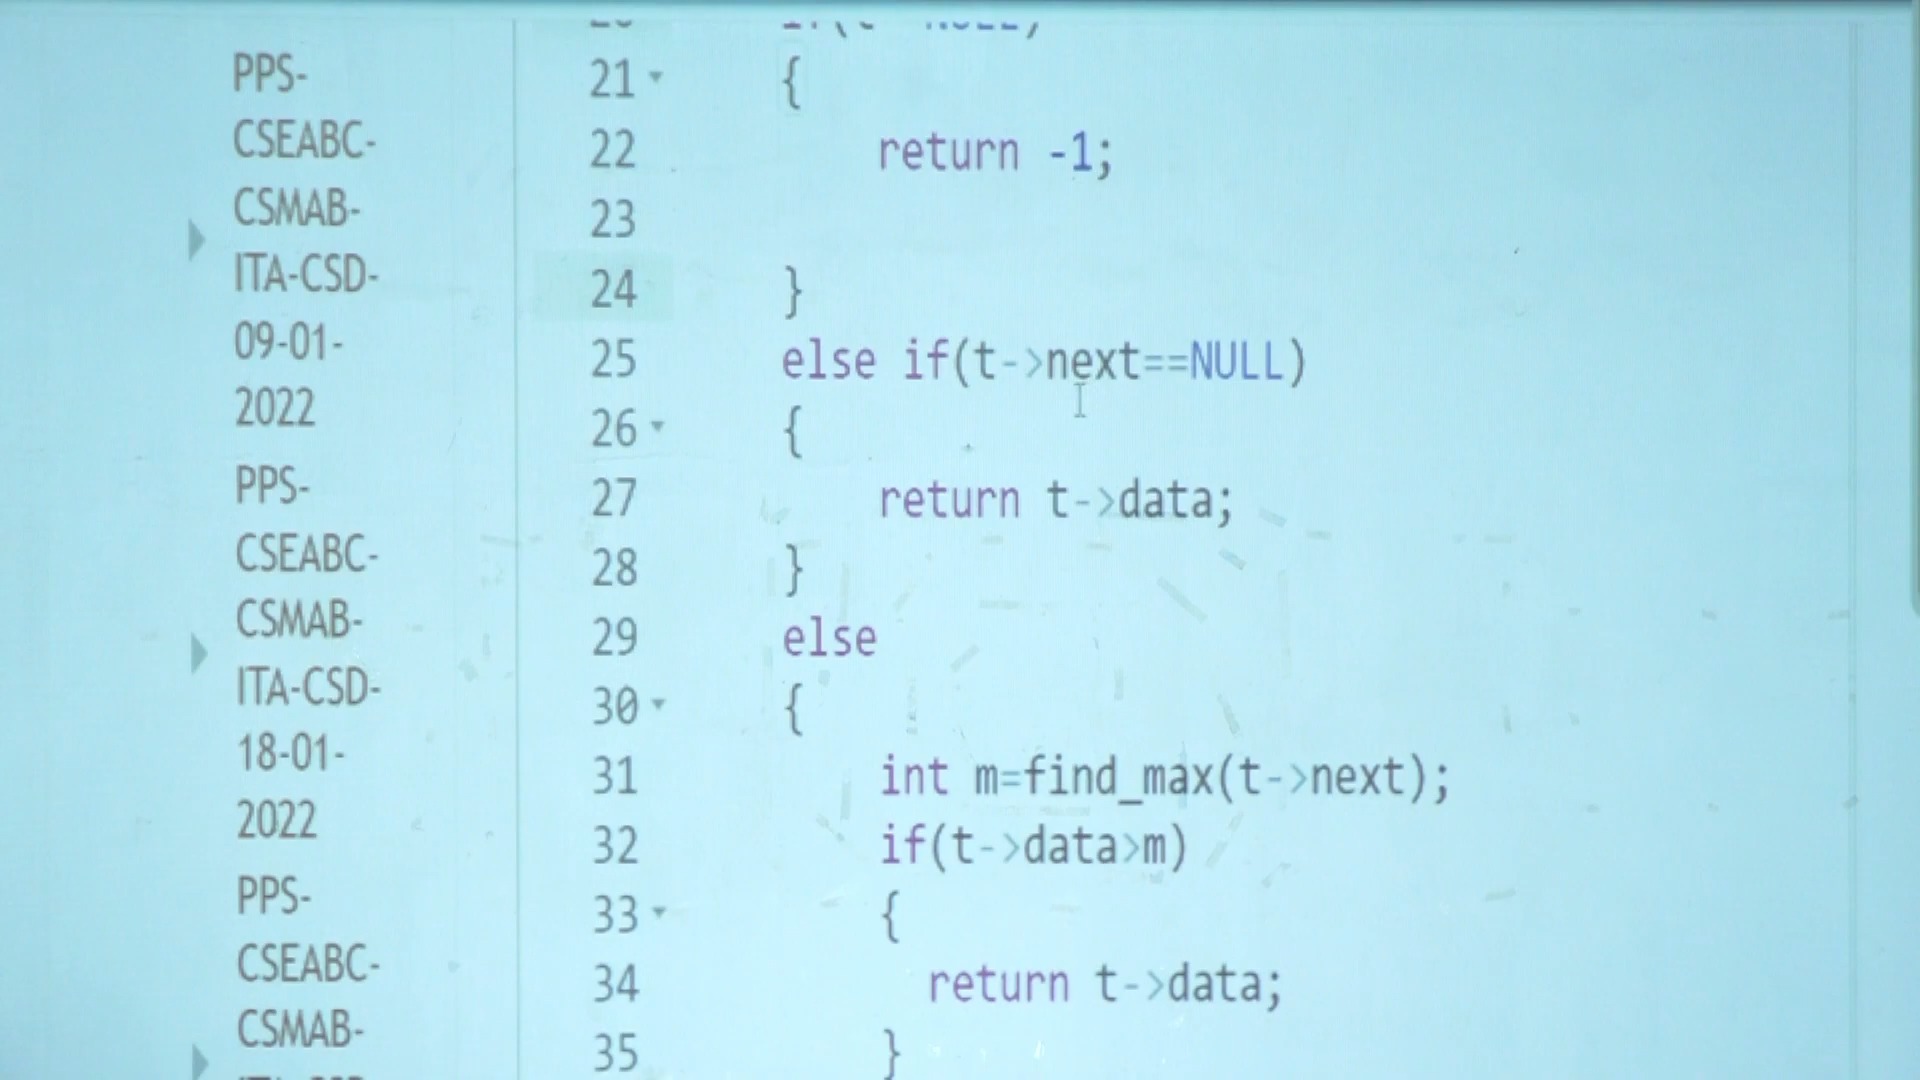 PPS-
CSEABC-
CSMAB-
ITA-CSD-
09-01-
2022
PPS-
CSEABC-
CSMAB-
ITA-CSD-
18-01-
2022
PPS-
CSEABC-
CSMAB-
21 {
22 return -1;
23
24 }
25 else if(t->next==NULL)
26 {
27 return t->data;
28 }
29 else
30 {
31 int m=find_max(t->next);
32 if(t->data>m)
33 {
34 return t->data;
35 }